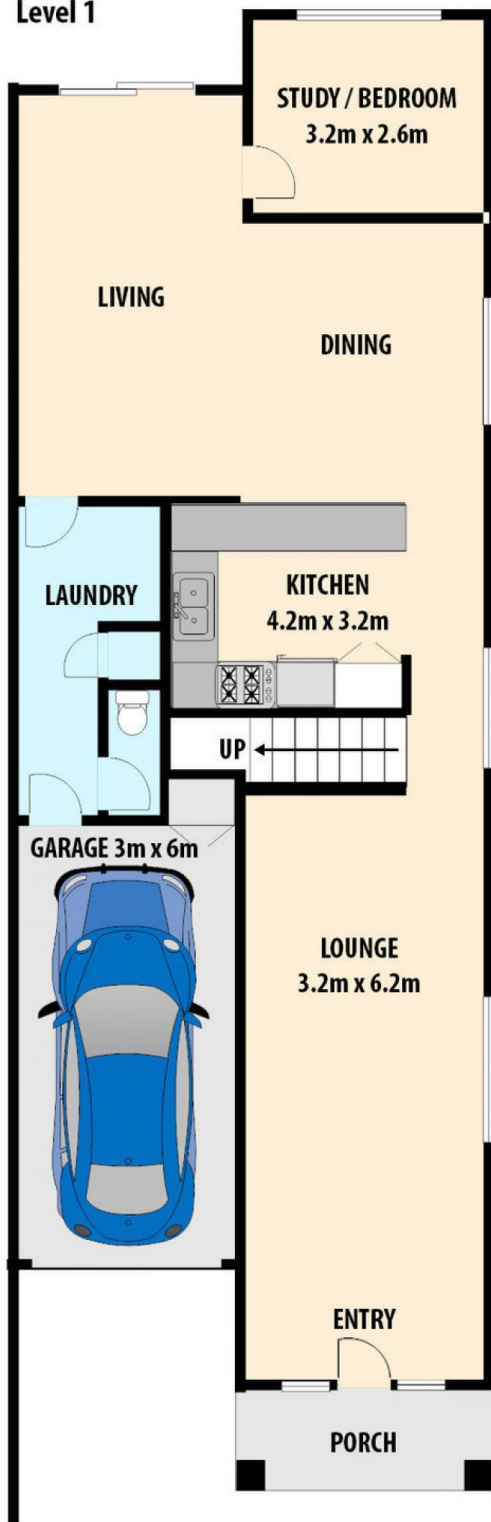 Level 1
STUDY / BEDROOM
3.2m x 2.6m
LIVING
DINING
LAUNDRY
KITCHEN
4.2m x 3.2m
UP
GARAGE 3m x 6m
LOUNGE
3.2m x 6.2m
ENTRY
PORCH